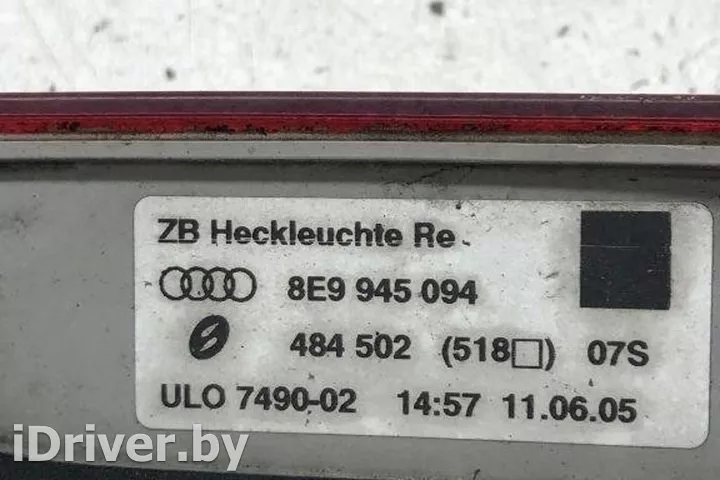 ZB Heckleuchte Re.
8E9 945 094
484 502 (518□) 07S
ULO 7490-02 14:57 11.06.05
iDriver.by